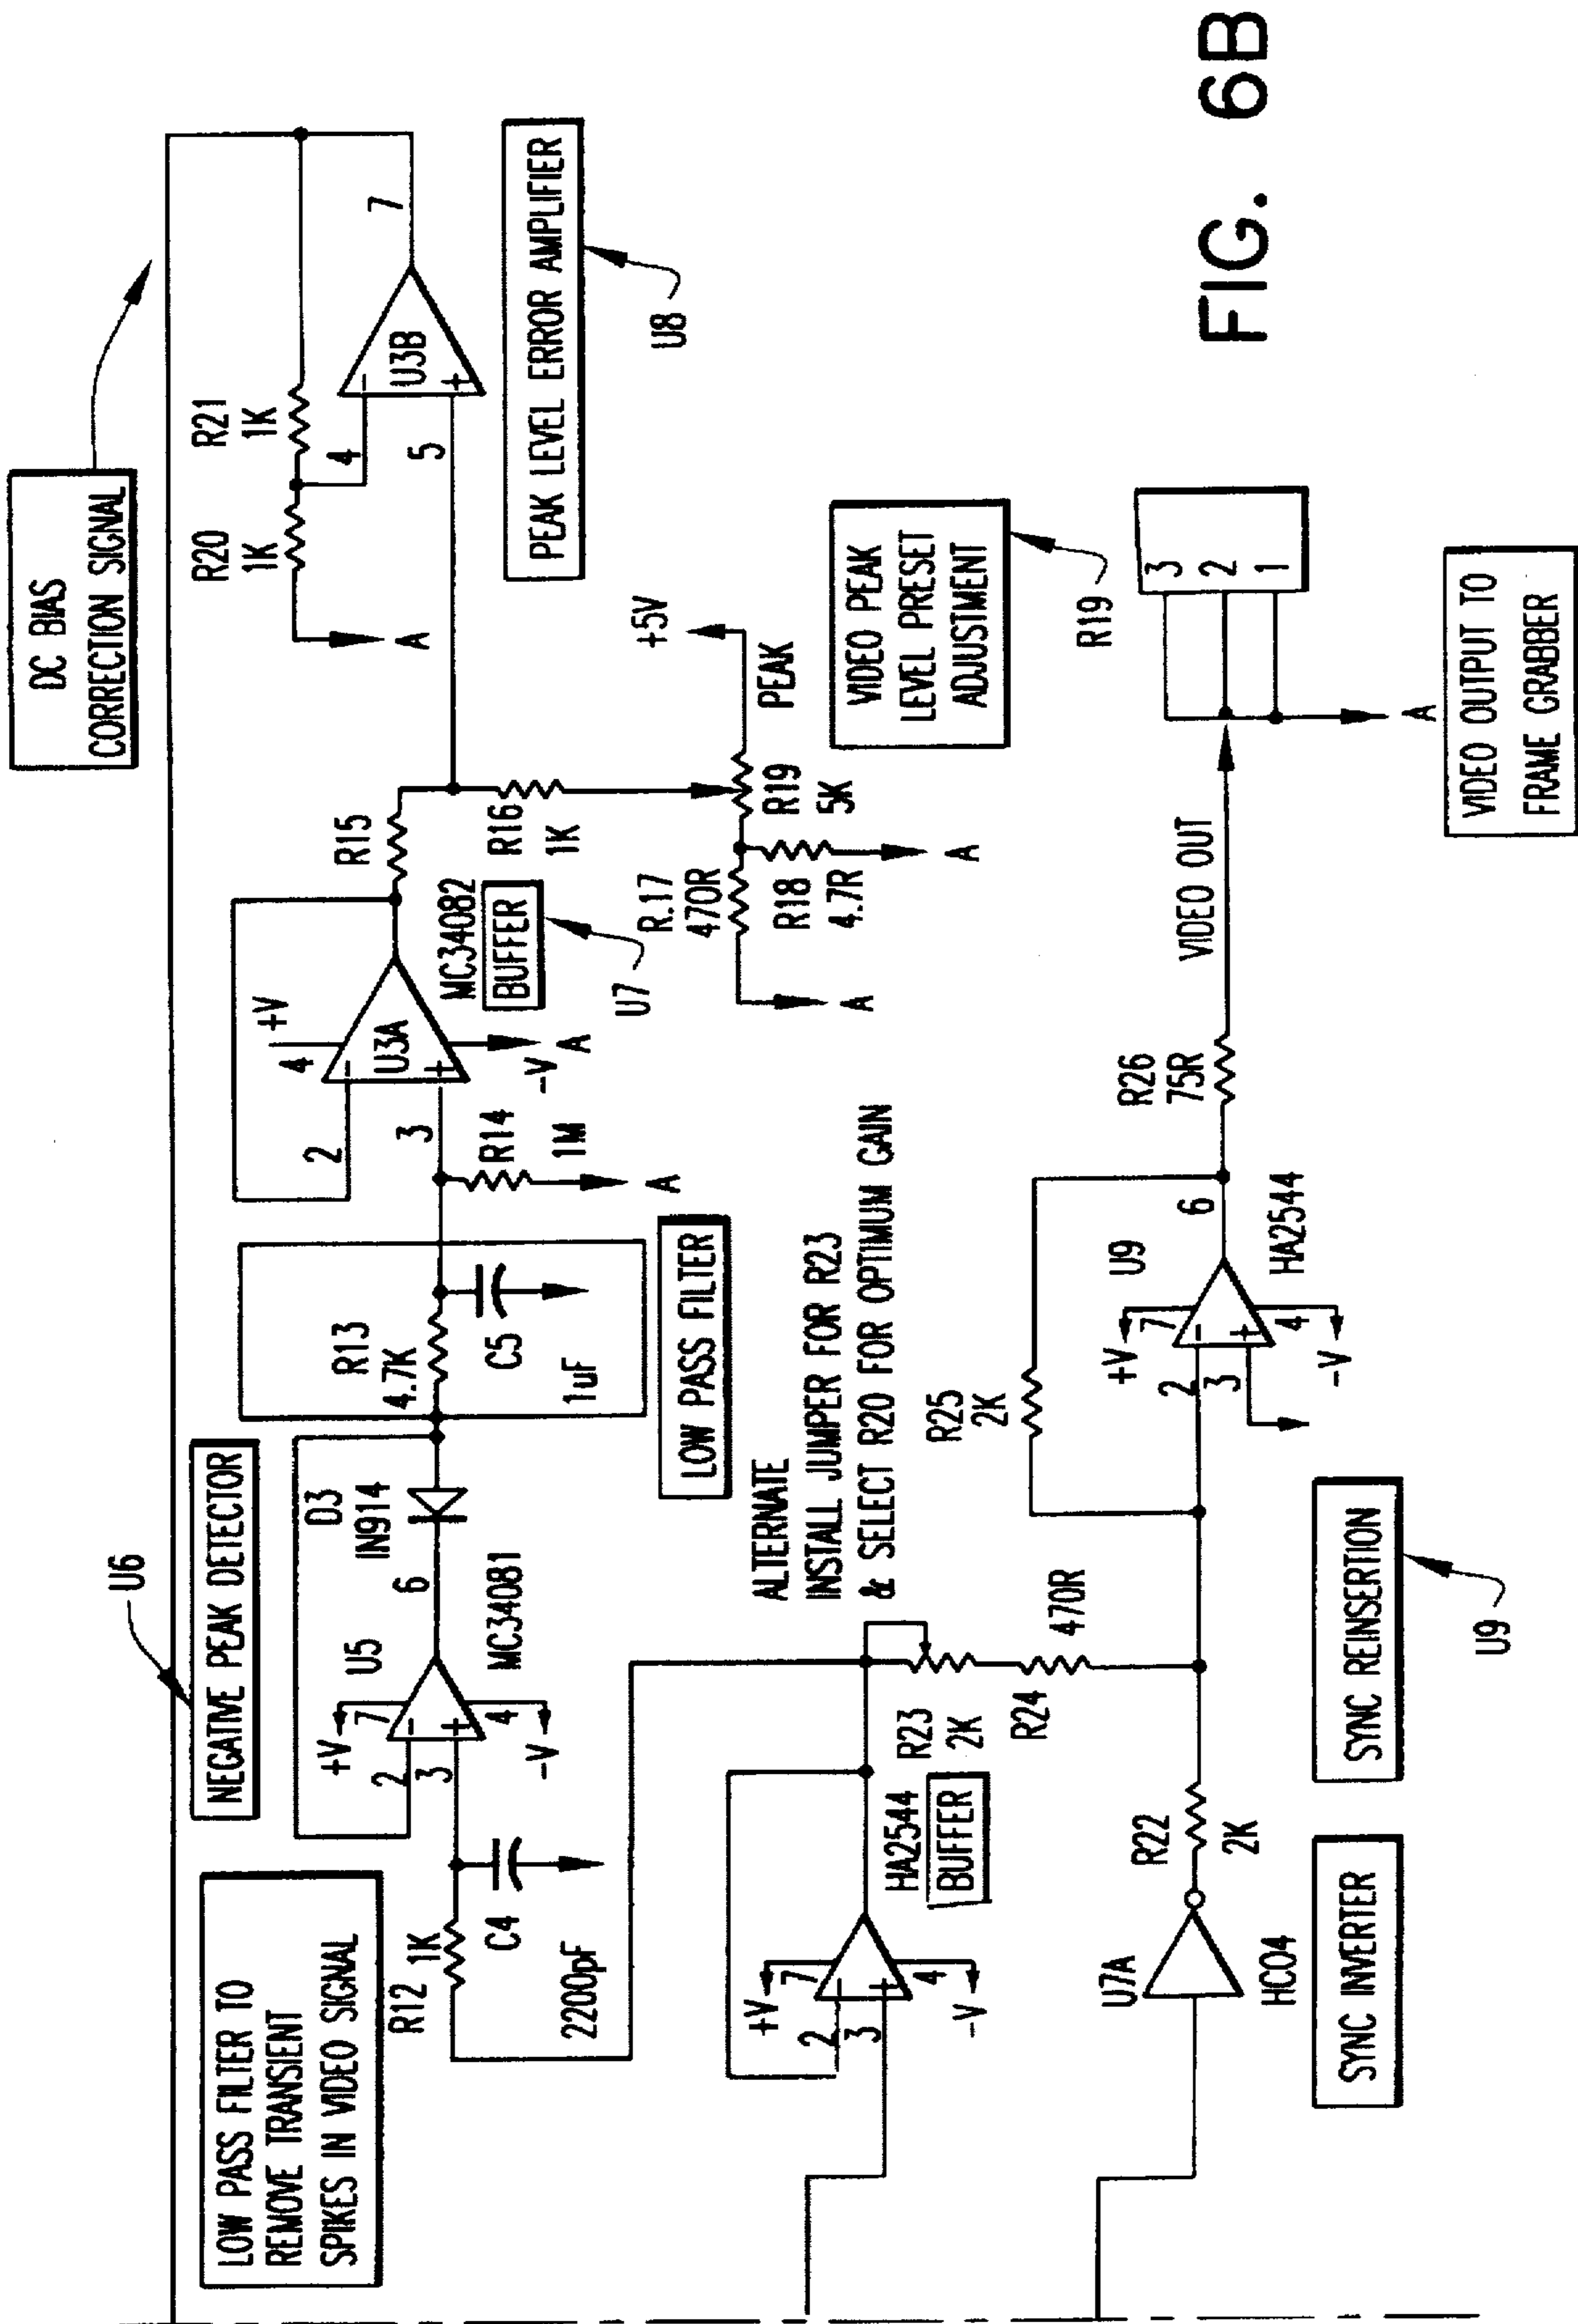 DC BIAS
CORRECTION SIGNAL
U6
NEGATIVE PEAK DETECTOR
LOW PASS FILTER TO
REMOVE TRANSIENT
SPIKES IN VIDEO SIGNAL
R12
1K
C4
2200pF
+V
7
U5
2
3
6
4
-V
MC34081
D3
IN914
R13
4.7K
C5
1uF
LOW PASS FILTER
R14
1M
A
+V
4
2
3
U3A
-V
A
MC34082
BUFFER
U7
R15
R16
1K
R20
1K
A
R21
1K
4
5
U3B
7
PEAK LEVEL ERROR AMPLIFIER
U8
+5V
PEAK
R19
5K
R.17
470R
R18
4.7R
A
A
VIDEO PEAK
LEVEL PRESET
ADJUSTMENT
R19
ALTERNATE
INSTALL JUMPER FOR R23
& SELECT R20 FOR OPTIMUM GAIN
+V
7
2
3
4
-V
HA2544
BUFFER
R23
2K
R24
470R
U7A
HC04
SYNC INVERTER
R22
2K
R25
2K
+V
7
U9
2
3
6
4
-V
HA2544
SYNC REINSERTION
U9
R26
75R
VIDEO OUT
3
2
1
A
VIDEO OUTPUT TO
FRAME GRABBER
FIG. 6B